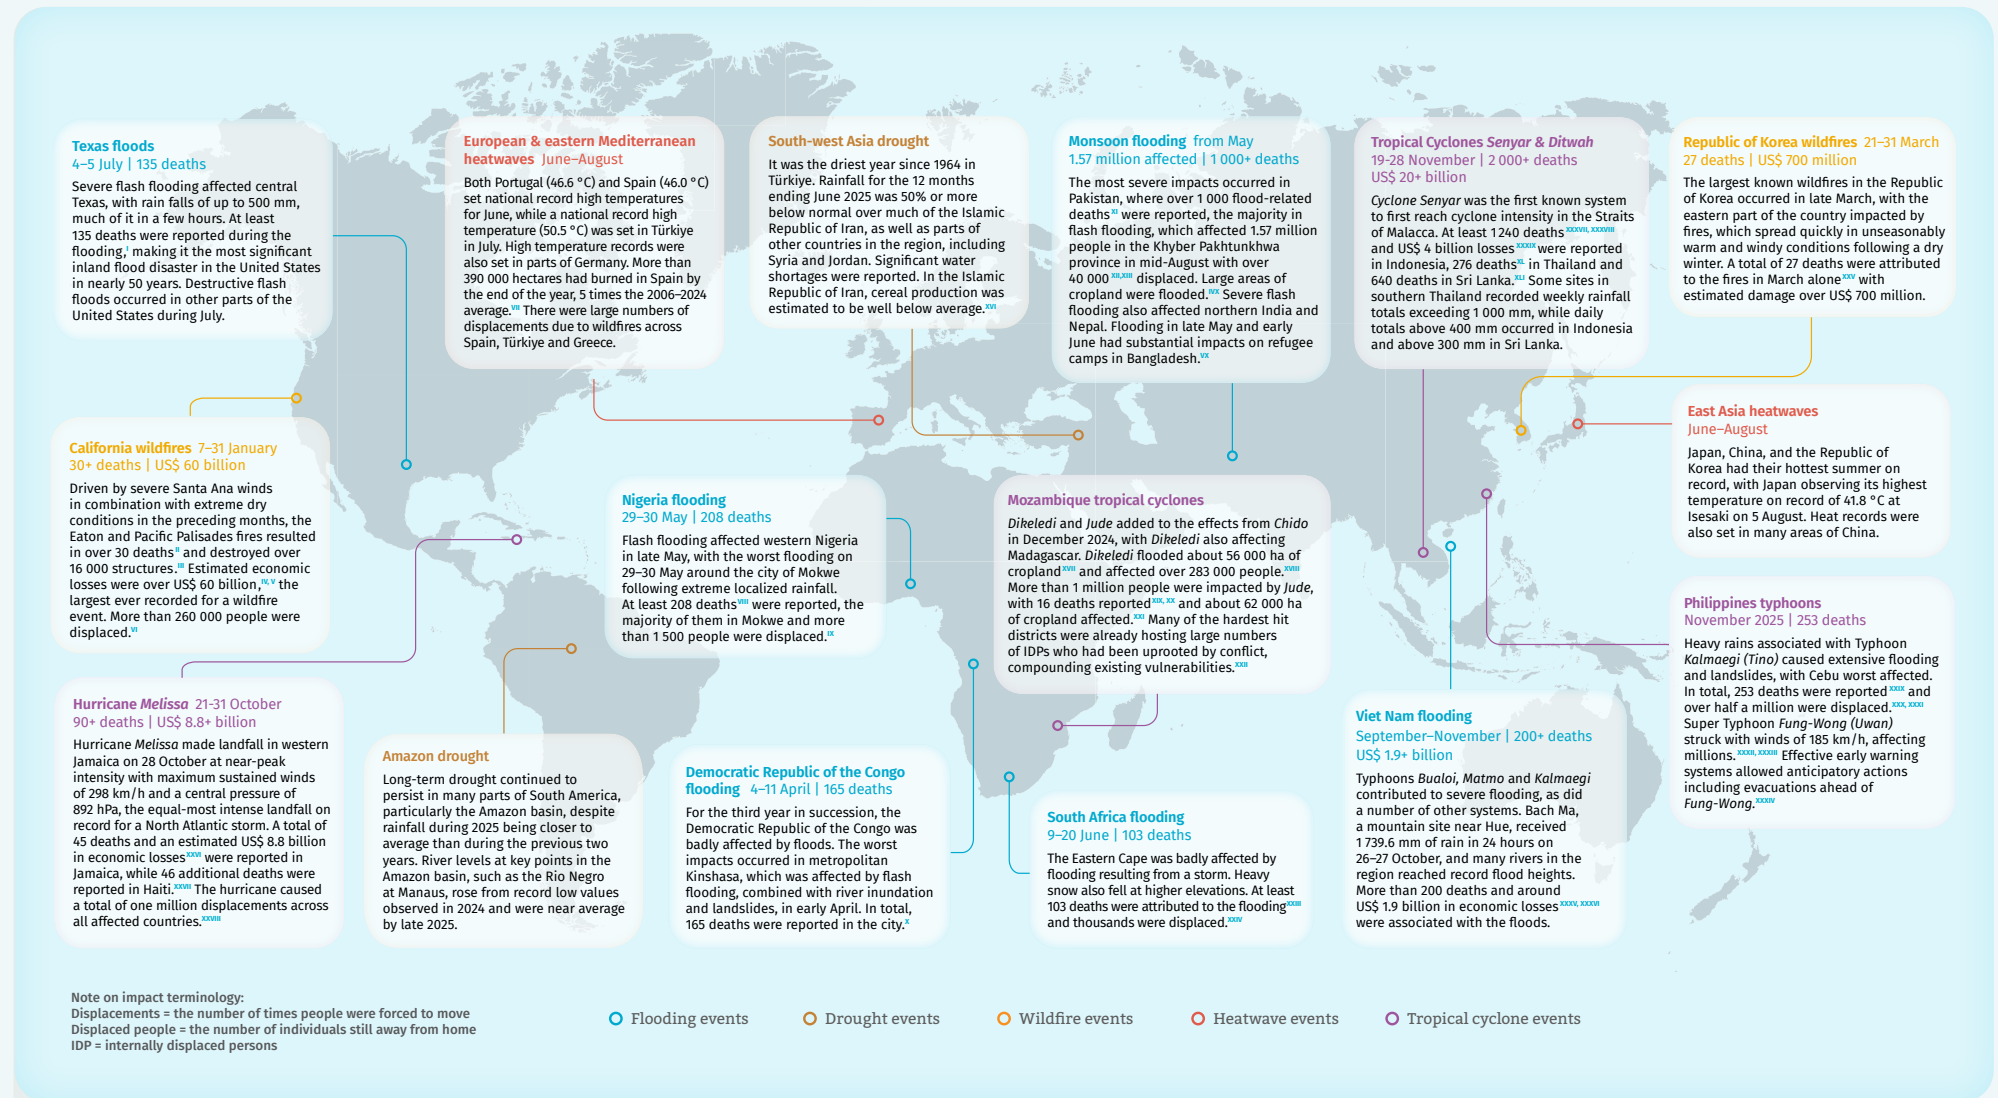 Texas floods
4–5 July | 135 deaths
Severe flash flooding affected central
Texas, with rain falls of up to 500 mm,
much of it in a few hours. At least
135 deaths were reported during the
flooding,I making it the most significant
inland flood disaster in the United States
in nearly 50 years. Destructive flash
floods occurred in other parts of the
United States during July.
European & eastern Mediterranean
heatwaves June–August
Both Portugal (46.6 °C) and Spain (46.0 °C)
set national record high temperatures
for June, while a national record high
temperature (50.5 °C) was set in Türkiye
in July. High temperature records were
also set in parts of Germany. More than
390 000 hectares had burned in Spain by
the end of the year, 5 times the 2006–2024
average.VII There were large numbers of
displacements due to wildfires across
Spain, Türkiye and Greece.
South-west Asia drought
It was the driest year since 1964 in
Türkiye. Rainfall for the 12 months
ending June 2025 was 50% or more
below normal over much of the Islamic
Republic of Iran, as well as parts of
other countries in the region, including
Syria and Jordan. Significant water
shortages were reported. In the Islamic
Republic of Iran, cereal production was
estimated to be well below average.XVI
Monsoon flooding from May
1.57 million affected | 1 000+ deaths
The most severe impacts occurred in
Pakistan, where over 1 000 flood-related
deathsXI were reported, the majority in
flash flooding, which affected 1.57 million
people in the Khyber Pakhtunkhwa
province in mid-August with over
40 000XII,XIII displaced. Large areas of
cropland were flooded.IVX Severe flash
flooding also affected northern India and
Nepal. Flooding in late May and early
June had substantial impacts on refugee
camps in Bangladesh.VX
Tropical Cyclones Senyar & Ditwah
19-28 November | 2 000+ deaths
US$ 20+ billion
Cyclone Senyar was the first known system
to first reach cyclone intensity in the Straits
of Malacca. At least 1 240 deathsXXXVII, XXXVIII
and US$ 4 billion lossesXXXIX were reported
in Indonesia, 276 deathsXL in Thailand and
640 deaths in Sri Lanka.XLI Some sites in
southern Thailand recorded weekly rainfall
totals exceeding 1 000 mm, while daily
totals above 400 mm occurred in Indonesia
and above 300 mm in Sri Lanka.
Republic of Korea wildfires 21–31 March
27 deaths | US$ 700 million
The largest known wildfires in the Republic
of Korea occurred in late March, with the
eastern part of the country impacted by
fires, which spread quickly in unseasonably
warm and windy conditions following a dry
winter. A total of 27 deaths were attributed
to the fires in March aloneXXV with
estimated damage over US$ 700 million.
California wildfires 7–31 January
30+ deaths | US$ 60 billion
Driven by severe Santa Ana winds
in combination with extreme dry
conditions in the preceding months, the
Eaton and Pacific Palisades fires resulted
in over 30 deathsII and destroyed over
16 000 structures.III Estimated economic
losses were over US$ 60 billion,IV, V the
largest ever recorded for a wildfire
event. More than 260 000 people were
displaced.VI
Nigeria flooding
29–30 May | 208 deaths
Flash flooding affected western Nigeria
in late May, with the worst flooding on
29–30 May around the city of Mokwe
following extreme localized rainfall.
At least 208 deathsVIII were reported, the
majority of them in Mokwe and more
than 1 500 people were displaced.IX
Mozambique tropical cyclones
Dikeledi and Jude added to the effects from Chido
in December 2024, with Dikeledi also affecting
Madagascar. Dikeledi flooded about 56 000 ha of
croplandXVII and affected over 283 000 people.XVIII
More than 1 million people were impacted by Jude,
with 16 deaths reportedXIX, XX and about 62 000 ha
of cropland affected.XXI Many of the hardest hit
districts were already hosting large numbers
of IDPs who had been uprooted by conflict,
compounding existing vulnerabilities.XXII
East Asia heatwaves
June–August
Japan, China, and the Republic of
Korea had their hottest summer on
record, with Japan observing its highest
temperature on record of 41.8 °C at
Isesaki on 5 August. Heat records were
also set in many areas of China.
Philippines typhoons
November 2025 | 253 deaths
Heavy rains associated with Typhoon
Kalmaegi (Tino) caused extensive flooding
and landslides, with Cebu worst affected.
In total, 253 deaths were reportedXXIX and
over half a million were displaced.XXX, XXXI
Super Typhoon Fung-Wong (Uwan)
struck with winds of 185 km/h, affecting
millions.XXXII, XXXIII Effective early warning
systems allowed anticipatory actions
including evacuations ahead of
Fung-Wong.XXXIV
Hurricane Melissa 21-31 October
90+ deaths | US$ 8.8+ billion
Hurricane Melissa made landfall in western
Jamaica on 28 October at near-peak
intensity with maximum sustained winds
of 298 km/h and a central pressure of
892 hPa, the equal-most intense landfall on
record for a North Atlantic storm. A total of
45 deaths and an estimated US$ 8.8 billion
in economic lossesXXVI were reported in
Jamaica, while 46 additional deaths were
reported in Haiti.XXVII The hurricane caused
a total of one million displacements across
all affected countries.XXVIII
Amazon drought
Long-term drought continued to
persist in many parts of South America,
particularly the Amazon basin, despite
rainfall during 2025 being closer to
average than during the previous two
years. River levels at key points in the
Amazon basin, such as the Rio Negro
at Manaus, rose from record low values
observed in 2024 and were near average
by late 2025.
Democratic Republic of the Congo
flooding 4–11 April | 165 deaths
For the third year in succession, the
Democratic Republic of the Congo was
badly affected by floods. The worst
impacts occurred in metropolitan
Kinshasa, which was affected by flash
flooding, combined with river inundation
and landslides, in early April. In total,
165 deaths were reported in the city.X
South Africa flooding
9–20 June | 103 deaths
The Eastern Cape was badly affected by
flooding resulting from a storm. Heavy
snow also fell at higher elevations. At least
103 deaths were attributed to the floodingXXIII
and thousands were displaced.XXIV
Viet Nam flooding
September–November | 200+ deaths
US$ 1.9+ billion
Typhoons Bualoi, Matmo and Kalmaegi
contributed to severe flooding, as did
a number of other systems. Bach Ma,
a mountain site near Hue, received
1 739.6 mm of rain in 24 hours on
26–27 October, and many rivers in the
region reached record flood heights.
More than 200 deaths and around
US$ 1.9 billion in economic lossesXXXV, XXXVI
were associated with the floods.
Note on impact terminology:
Displacements = the number of times people were forced to move
Displaced people = the number of individuals still away from home
IDP = internally displaced persons
Flooding events
Drought events
Wildfire events
Heatwave events
Tropical cyclone events